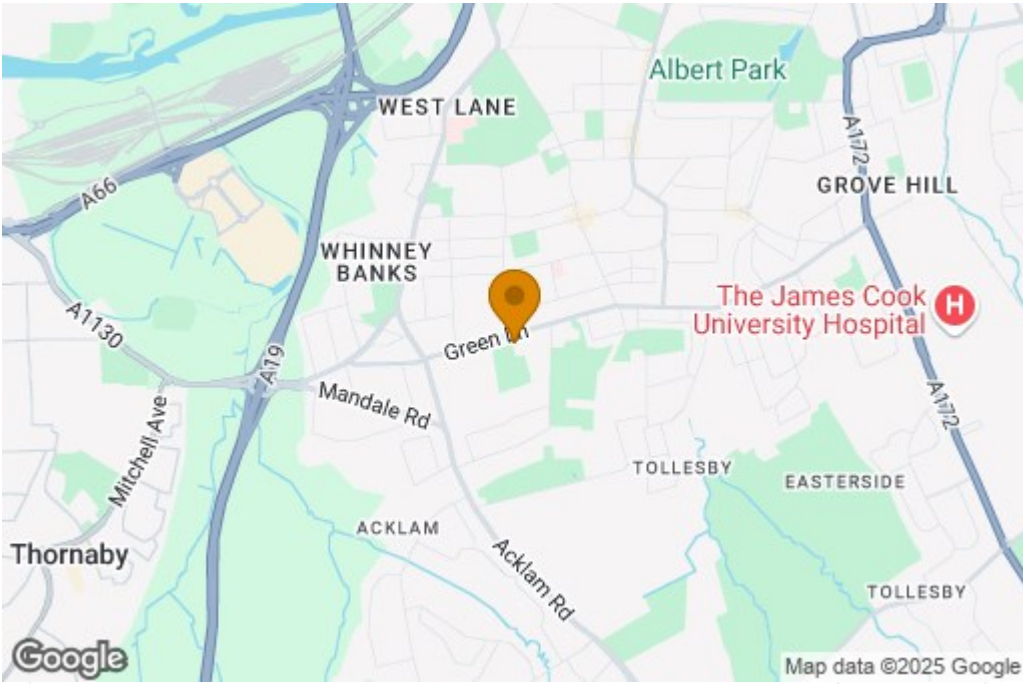 Albert Park
WEST LANE
A172
A66
GROVE HILL
WHINNEY
BANKS
The James Cook
University Hospital
H
A1130
Green Ln
A19
Mandale Rd
A172
Mitchell Ave
TOLLESBY
EASTERSIDE
ACKLAM
Thornaby
Acklam Rd
TOLLESBY
Google
Map data ©2025 Google